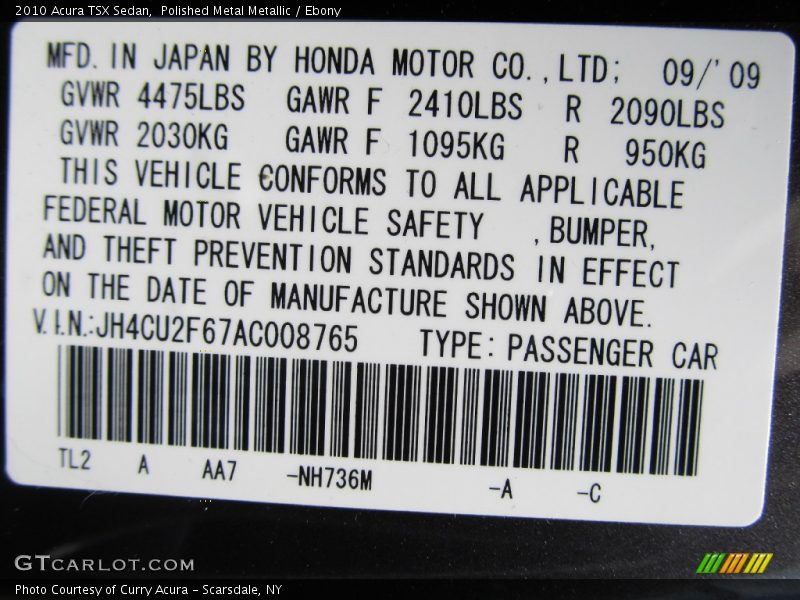 2010 Acura TSX Sedan,  Polished Metal Metallic / Ebony
MFD. IN JAPAN BY HONDA MOTOR CO.,LTD; 09/'09
GVWR 4475LBS GAWR F 2410LBS R 2090LBS
GVWR 2030KG GAWR F 1095KG R 950KG
THIS VEHICLE CONFORMS TO ALL APPLICABLE
FEDERAL MOTOR VEHICLE SAFETY ,BUMPER,
AND THEFT PREVENTION STANDARDS IN EFFECT
ON THE DATE OF MANUFACTURE SHOWN ABOVE.
V.I.N.:JH4CU2F67AC008765 TYPE: PASSENGER CAR
TL2 A AA7 -NH736M -A -C
GTCARLOT.COM
Photo Courtesy of Curry Acura - Scarsdale, NY